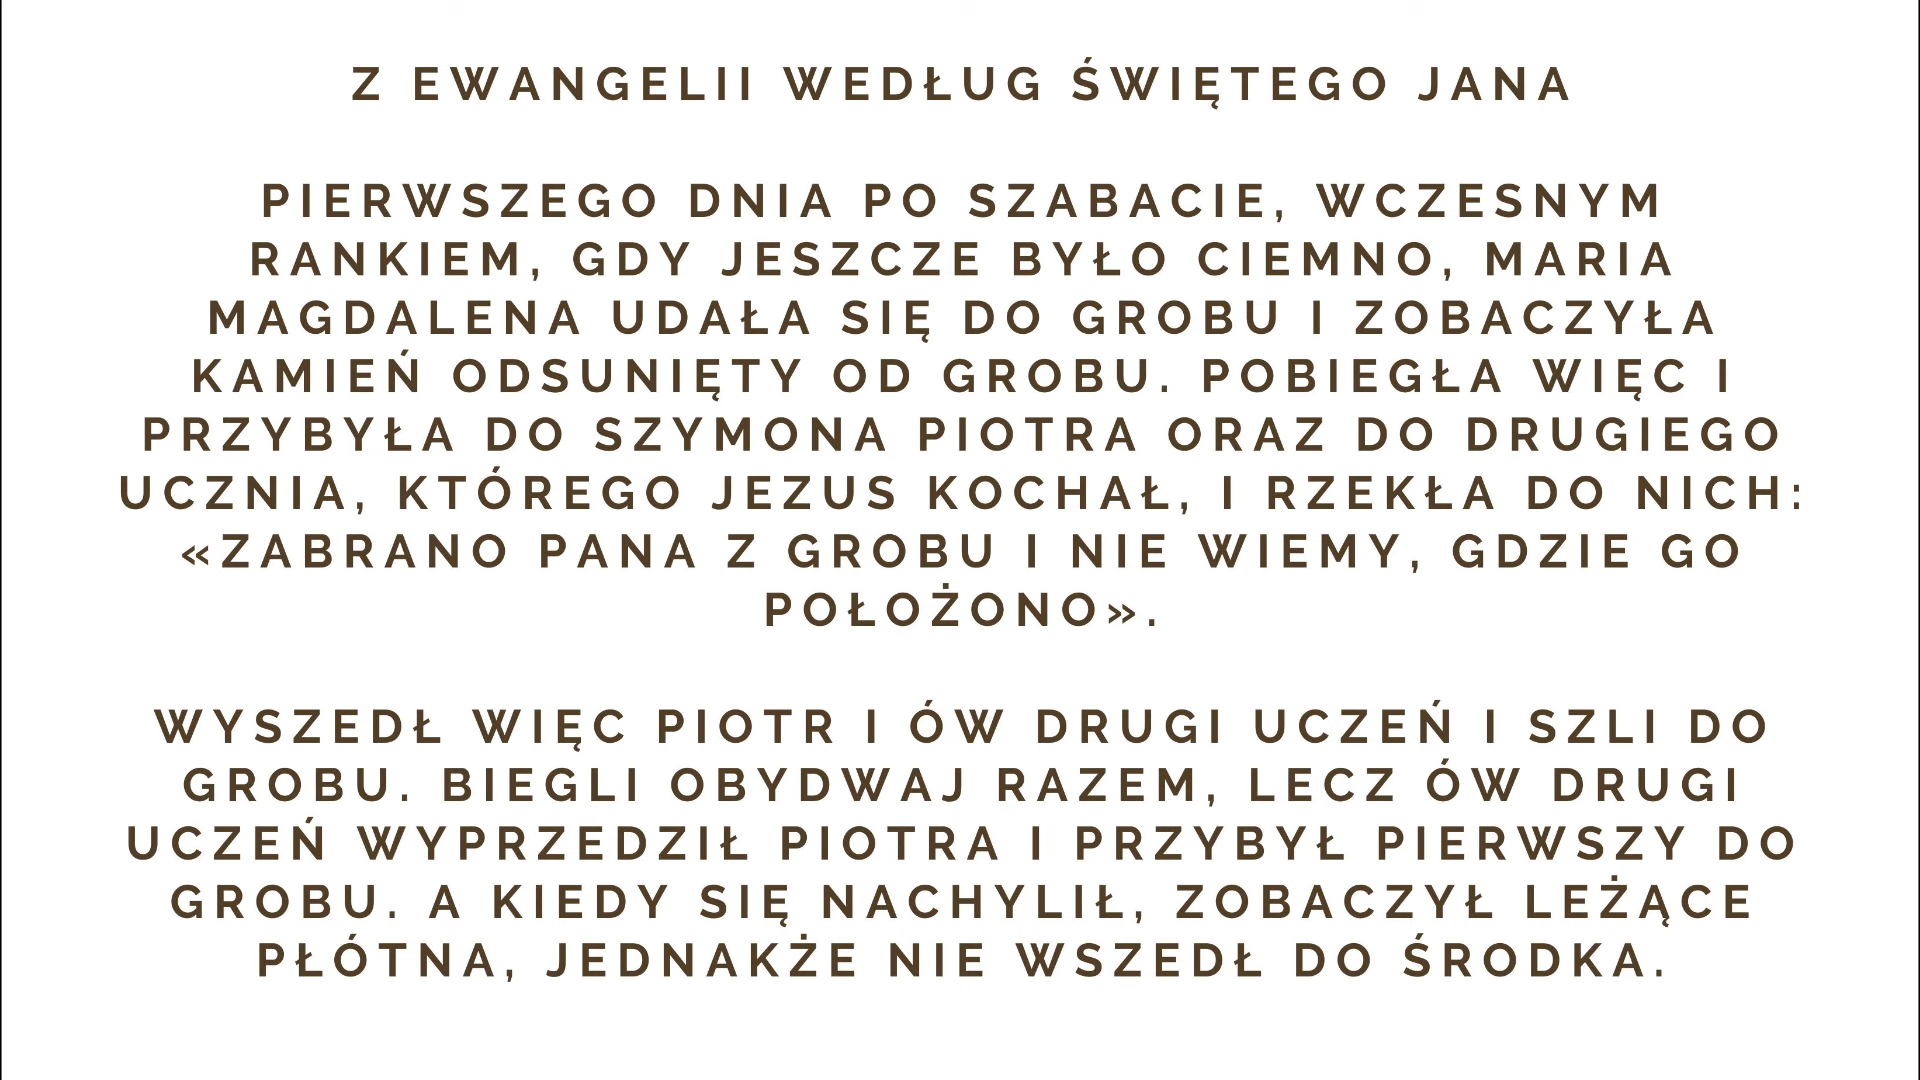 Z EWANGELII WEDŁUG ŚWIĘTEGO JANA
PIERWSZEGO DNIA PO SZABACIE, WCZESNYM
RANKIEM, GDY JESZCZE BYŁO CIEMNO, MARIA
MAGDALENA UDAŁA SIĘ DO GROBU I ZOBACZYŁA
KAMIEŃ ODSUNIĘTY OD GROBU. POBIEGŁA WIĘC I
PRZYBYŁA DO SZYMONA PIOTRA ORAZ DO DRUGIEGO
UCZNIA, KTÓREGO JEZUS KOCHAŁ, I RZEKŁA DO NICH:
«ZABRANO PANA Z GROBU I NIE WIEMY, GDZIE GO
POŁOŻONO».
WYSZEDŁ WIĘC PIOTR I ÓW DRUGI UCZEŃ I SZLI DO
GROBU. BIEGLI OBYDWAJ RAZEM, LECZ ÓW DRUGI
UCZEŃ WYPRZEDZIŁ PIOTRA I PRZYBYŁ PIERWSZY DO
GROBU. A KIEDY SIĘ NACHYLIŁ, ZOBACZYŁ LEŻĄCE
PŁÓTNA, JEDNAKŻE NIE WSZEDŁ DO ŚRODKA.